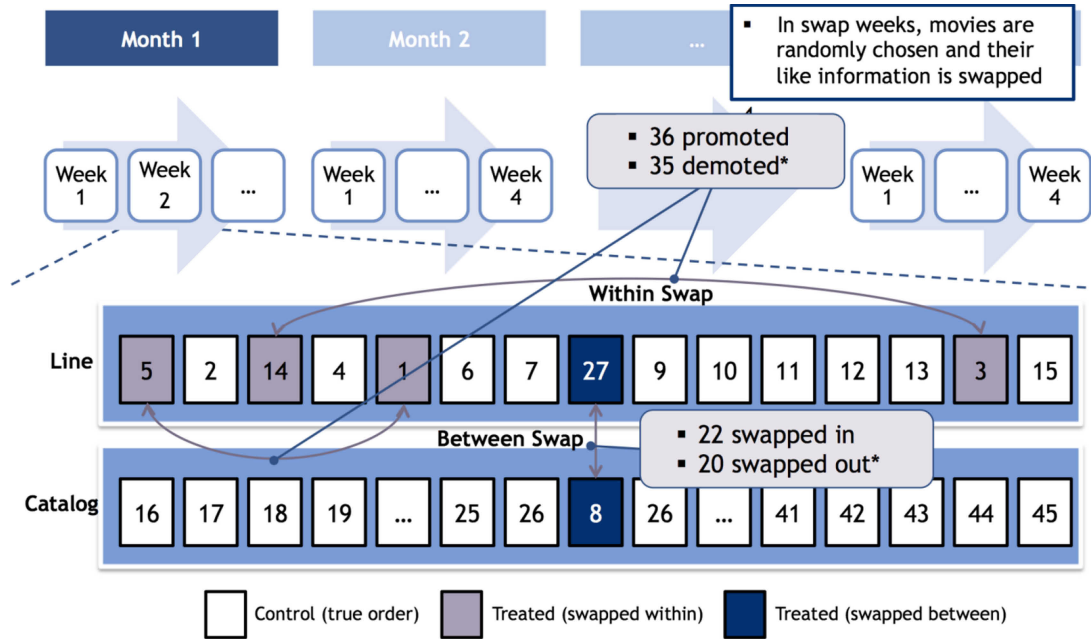 Month 1
Month 2
...
▪ In swap weeks, movies are
randomly chosen and their
like information is swapped
▪ 36 promoted
▪ 35 demoted*
Week
1
Week
2
...
Week
1
...
Week
4
Week
1
...
Week
4
Within Swap
Line
5 2 14 4 1 6 7 27 9 10 11 12 13 3 15
Between Swap
▪ 22 swapped in
▪ 20 swapped out*
Catalog
16 17 18 19 ... 25 26 8 26 ... 41 42 43 44 45
Control (true order)
Treated (swapped within)
Treated (swapped between)